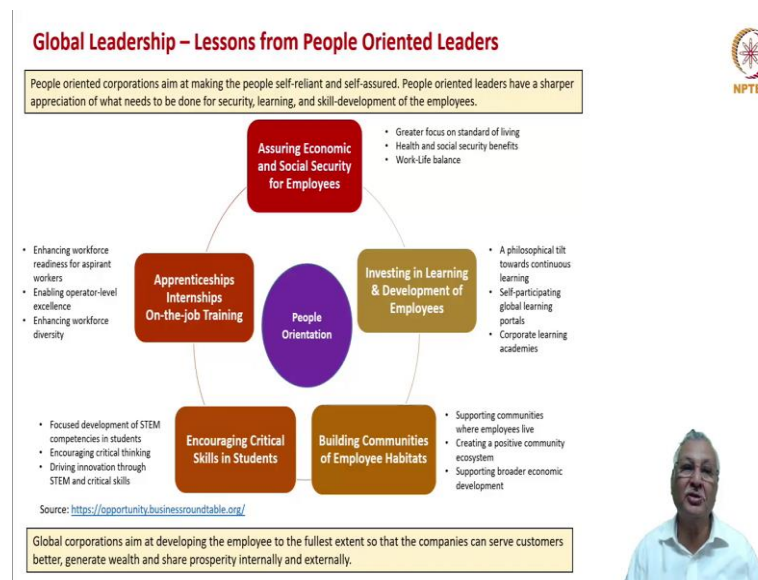 Global Leadership – Lessons from People Oriented Leaders
NPTE
People oriented corporations aim at making the people self-reliant and self-assured. People oriented leaders have a sharper
appreciation of what needs to be done for security, learning, and skill-development of the employees.
Assuring Economic
and Social Security
for Employees
• Greater focus on standard of living
• Health and social security benefits
• Work-Life balance
Investing in Learning
& Development of
Employees
• A philosophical tilt
towards continuous
learning
• Self-participating
global learning
portals
• Corporate learning
academies
Building Communities
of Employee Habitats
• Supporting communities
where employees live
• Creating a positive community
ecosystem
• Supporting broader economic
development
Encouraging Critical
Skills in Students
• Focused development of STEM
competencies in students
• Encouraging critical thinking
• Driving innovation through
STEM and critical skills
Apprenticeships
Internships
On-the-job Training
• Enhancing workforce
readiness for aspirant
workers
• Enabling operator-level
excellence
• Enhancing workforce
diversity
People
Orientation
Source: https://opportunity.businessroundtable.org/
Global corporations aim at developing the employee to the fullest extent so that the companies can serve customers
better, generate wealth and share prosperity internally and externally.